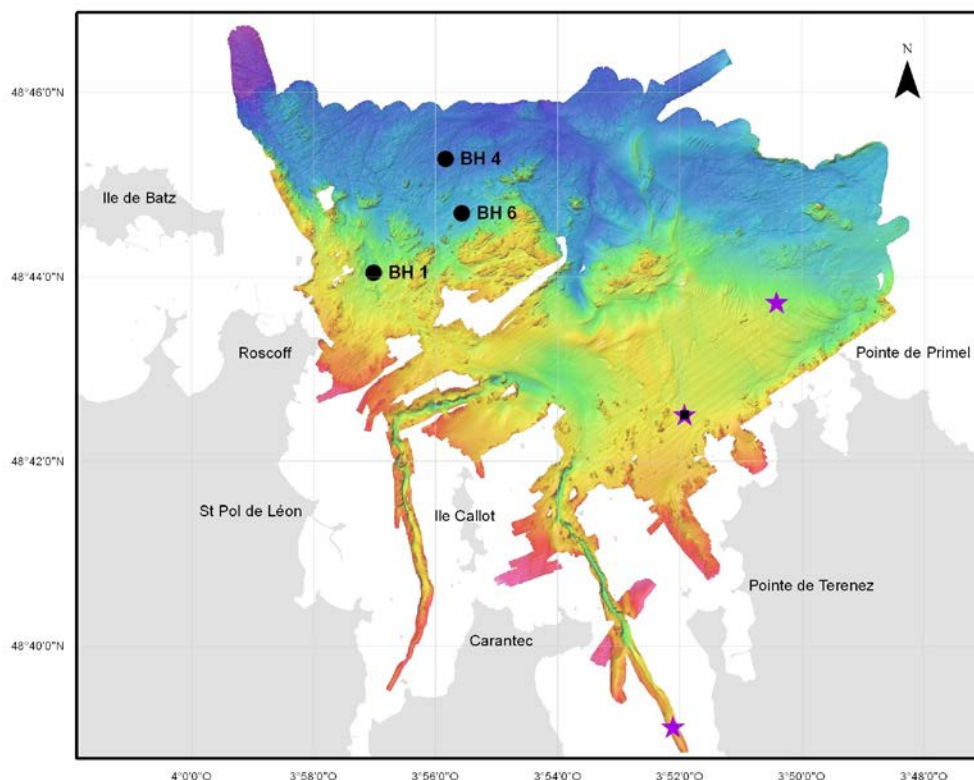 N
48°46'0"N
BH 4
Ile de Batz
BH 6
48°44'0"N
BH 1
Roscoff
Pointe de Primel
48°42'0"N
St Pol de Léon
Ile Callot
Pointe de Terenez
48°40'0"N
Carantec
4°0'0"O
3°58'0"O
3°56'0"O
3°54'0"O
3°52'0"O
3°50'0"O
3°48'0"O